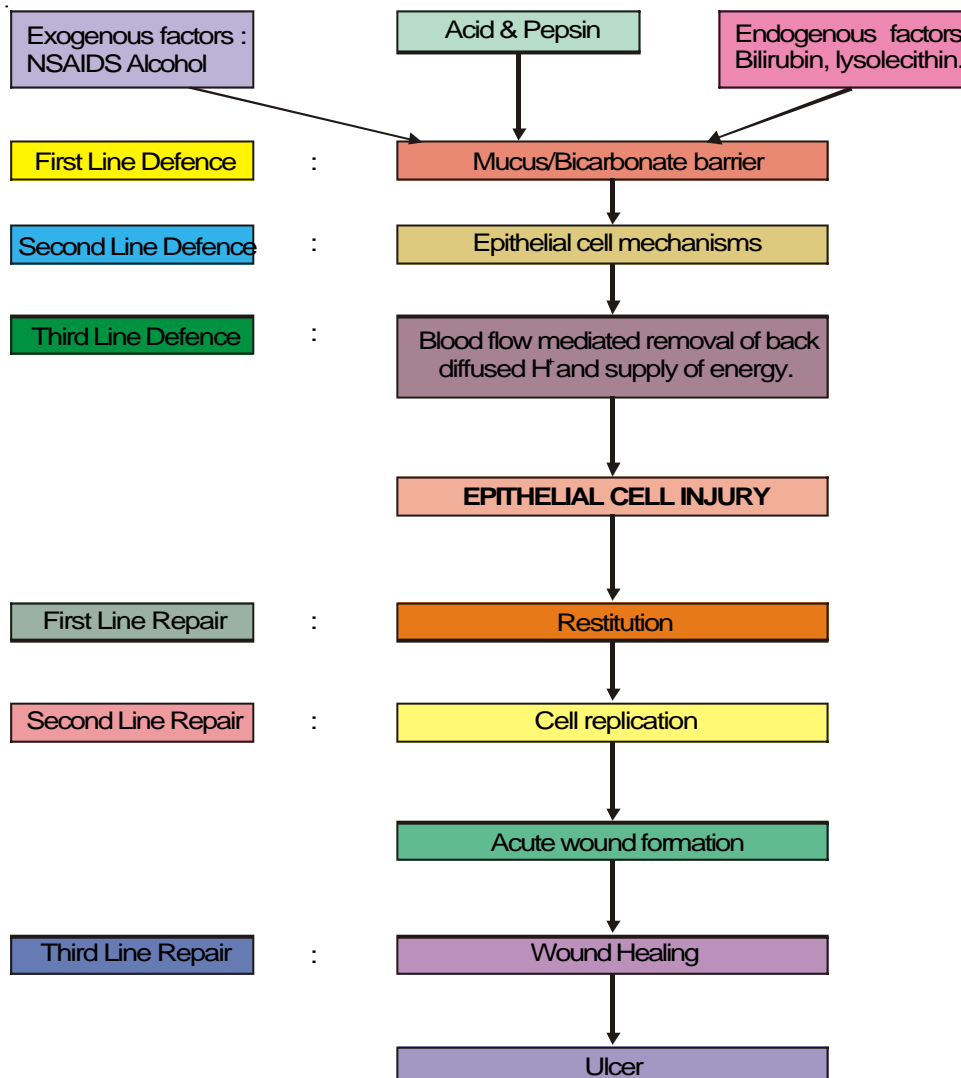 Exogenous factors :
NSAIDS Alcohol
Acid & Pepsin
Endogenous factors
Bilirubin, lysolecithin.
First Line Defence : Mucus/Bicarbonate barrier
Second Line Defence : Epithelial cell mechanisms
Third Line Defence : Blood flow mediated removal of back
diffused H⁺ and supply of energy.
EPITHELIAL CELL INJURY
First Line Repair : Restitution
Second Line Repair : Cell replication
Acute wound formation
Third Line Repair : Wound Healing
Ulcer